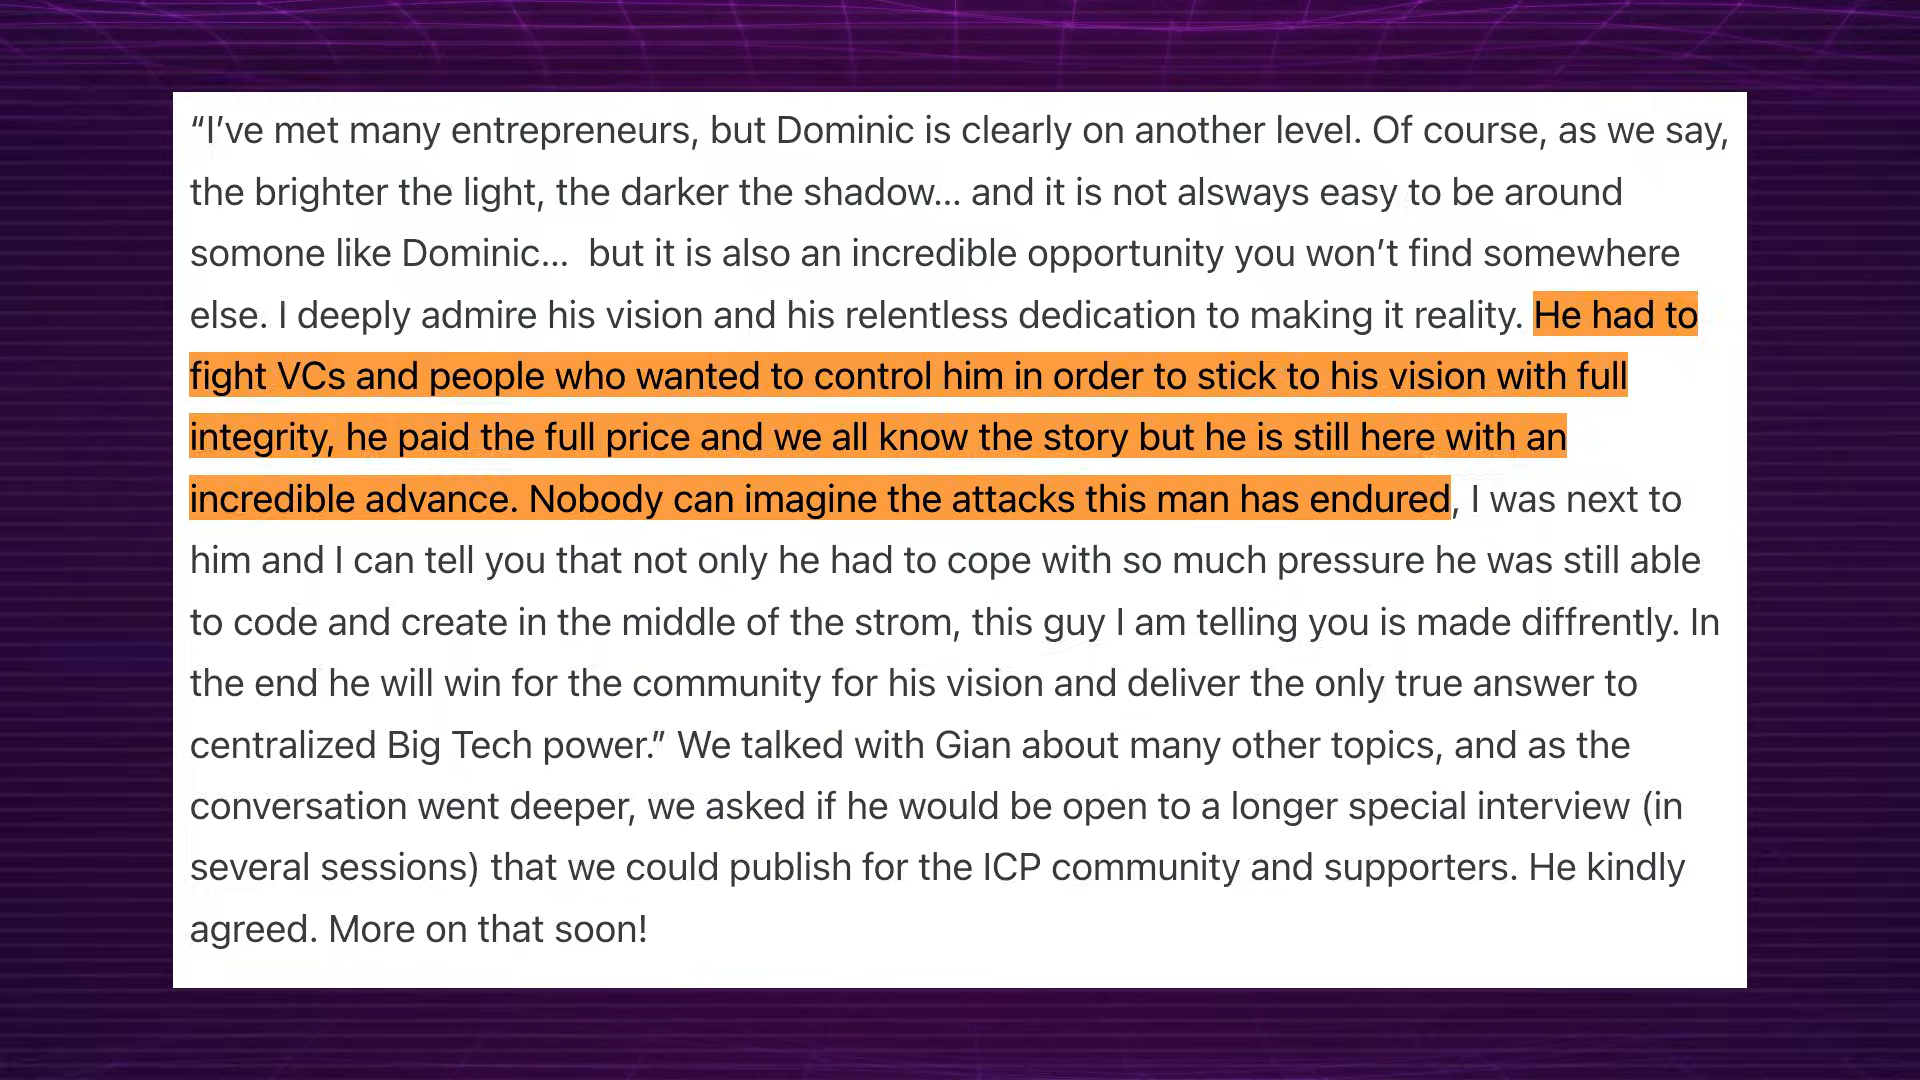 “I’ve met many entrepreneurs, but Dominic is clearly on another level. Of course, as we say,
the brighter the light, the darker the shadow… and it is not alsways easy to be around
somone like Dominic…  but it is also an incredible opportunity you won’t find somewhere
else. I deeply admire his vision and his relentless dedication to making it reality. He had to
fight VCs and people who wanted to control him in order to stick to his vision with full
integrity, he paid the full price and we all know the story but he is still here with an
incredible advance. Nobody can imagine the attacks this man has endured, I was next to
him and I can tell you that not only he had to cope with so much pressure he was still able
to code and create in the middle of the strom, this guy I am telling you is made diffrently. In
the end he will win for the community for his vision and deliver the only true answer to
centralized Big Tech power.” We talked with Gian about many other topics, and as the
conversation went deeper, we asked if he would be open to a longer special interview (in
several sessions) that we could publish for the ICP community and supporters. He kindly
agreed. More on that soon!